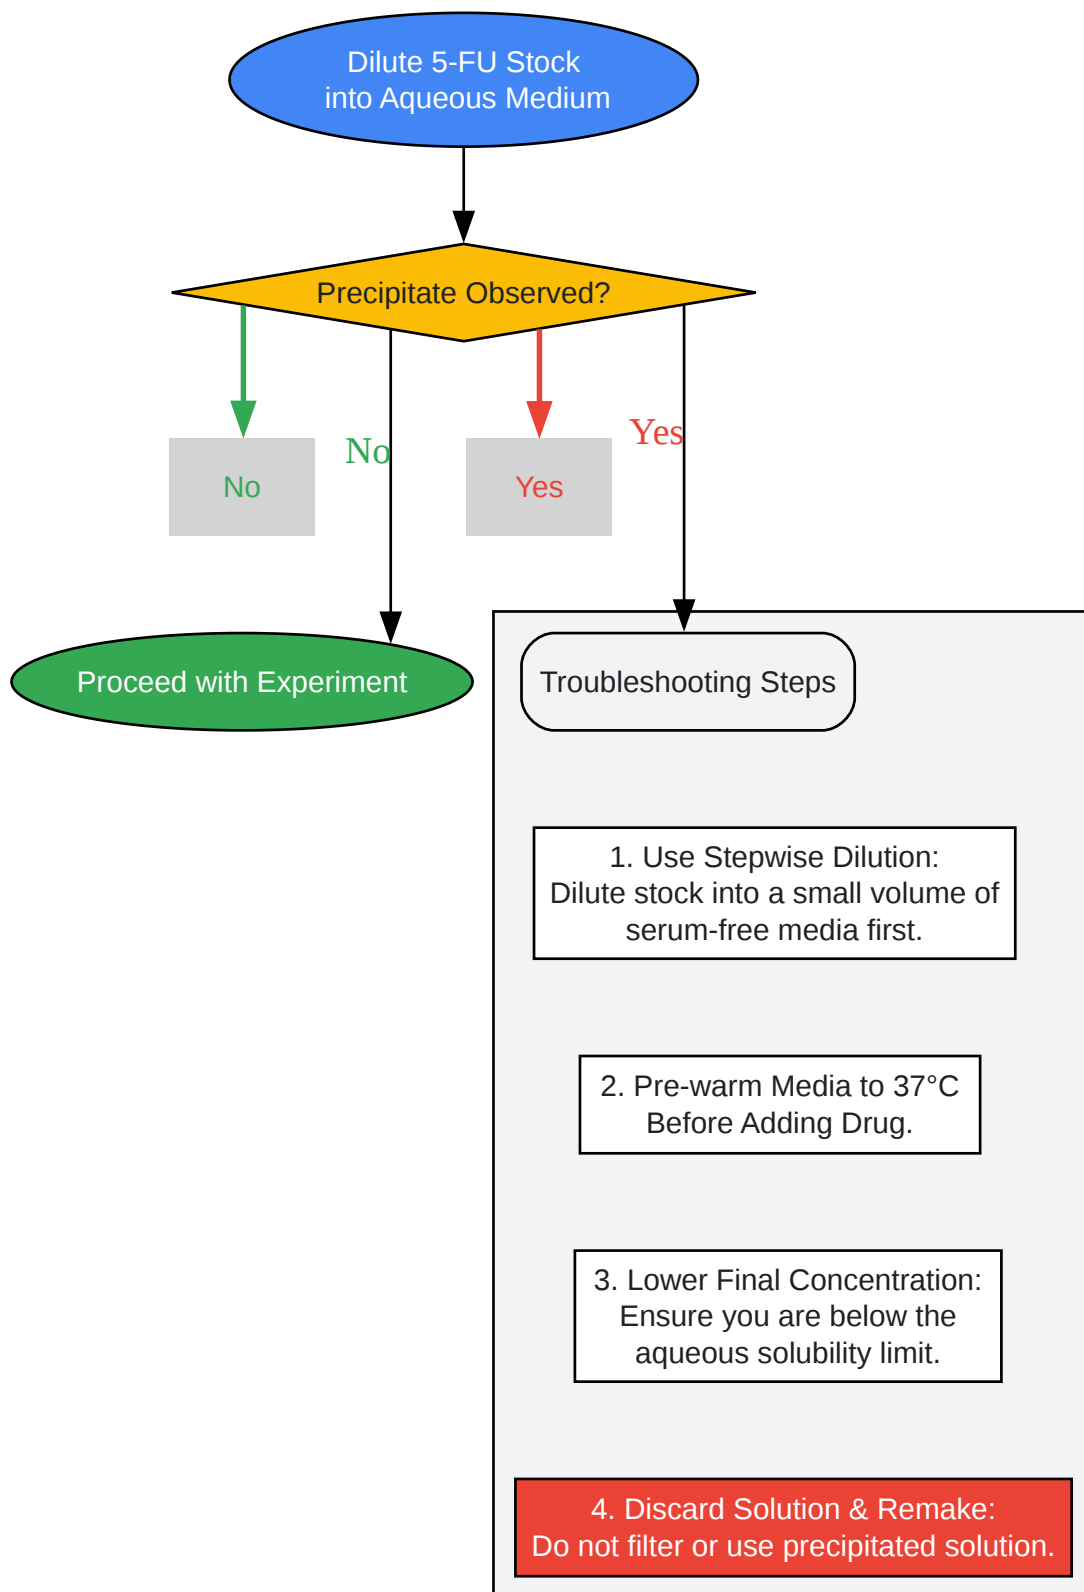 Dilute 5-FU Stock
into Aqueous Medium
Precipitate Observed?
No
Yes
No
Yes
Proceed with Experiment
Troubleshooting Steps
1. Use Stepwise Dilution:
Dilute stock into a small volume of
serum-free media first.
2. Pre-warm Media to 37°C
Before Adding Drug.
3. Lower Final Concentration:
Ensure you are below the
aqueous solubility limit.
4. Discard Solution & Remake:
Do not filter or use precipitated solution.